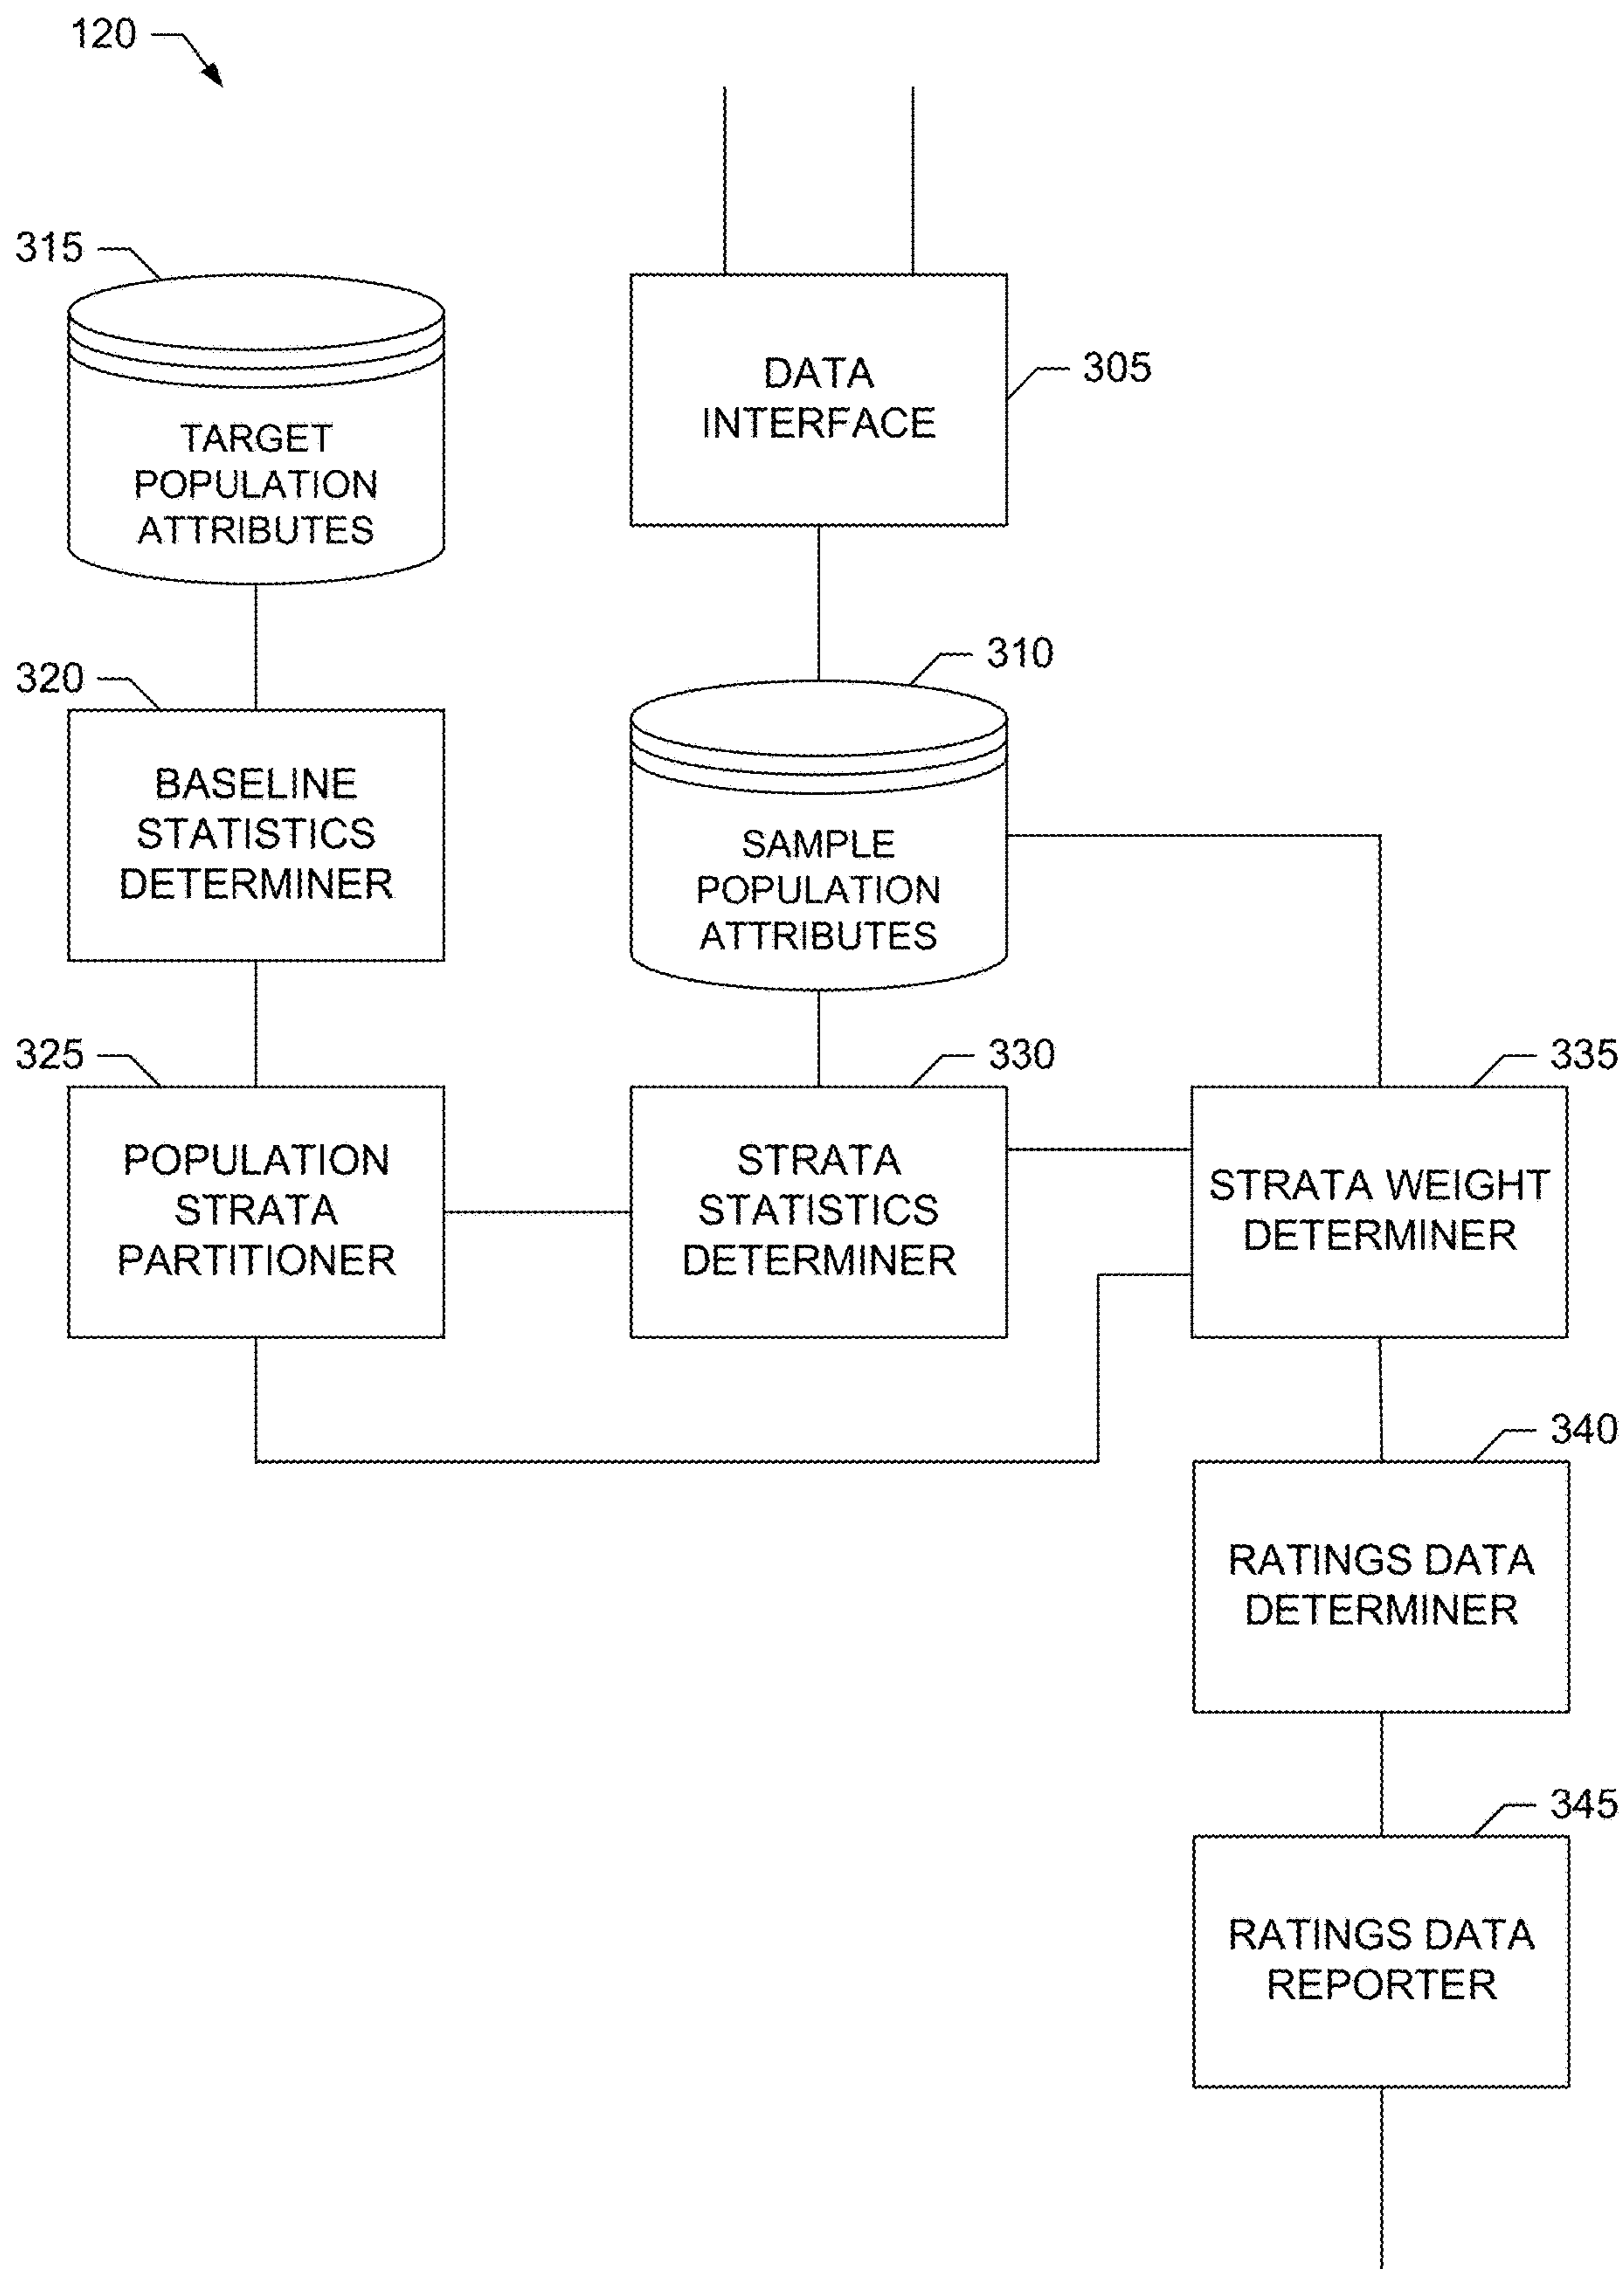 120
315
TARGET
POPULATION
ATTRIBUTES
DATA
INTERFACE
305
320
BASELINE
STATISTICS
DETERMINER
310
SAMPLE
POPULATION
ATTRIBUTES
325
POPULATION
STRATA
PARTITIONER
330
STRATA
STATISTICS
DETERMINER
335
STRATA WEIGHT
DETERMINER
340
RATINGS DATA
DETERMINER
345
RATINGS DATA
REPORTER